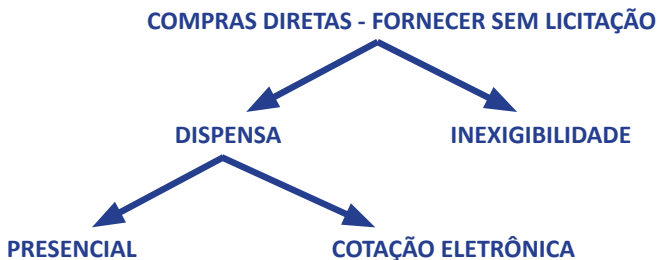 COMPRAS DIRETAS - FORNECER SEM LICITAÇÃO
DISPENSA
INEXIGIBILIDADE
PRESENCIAL
COTAÇÃO ELETRÔNICA